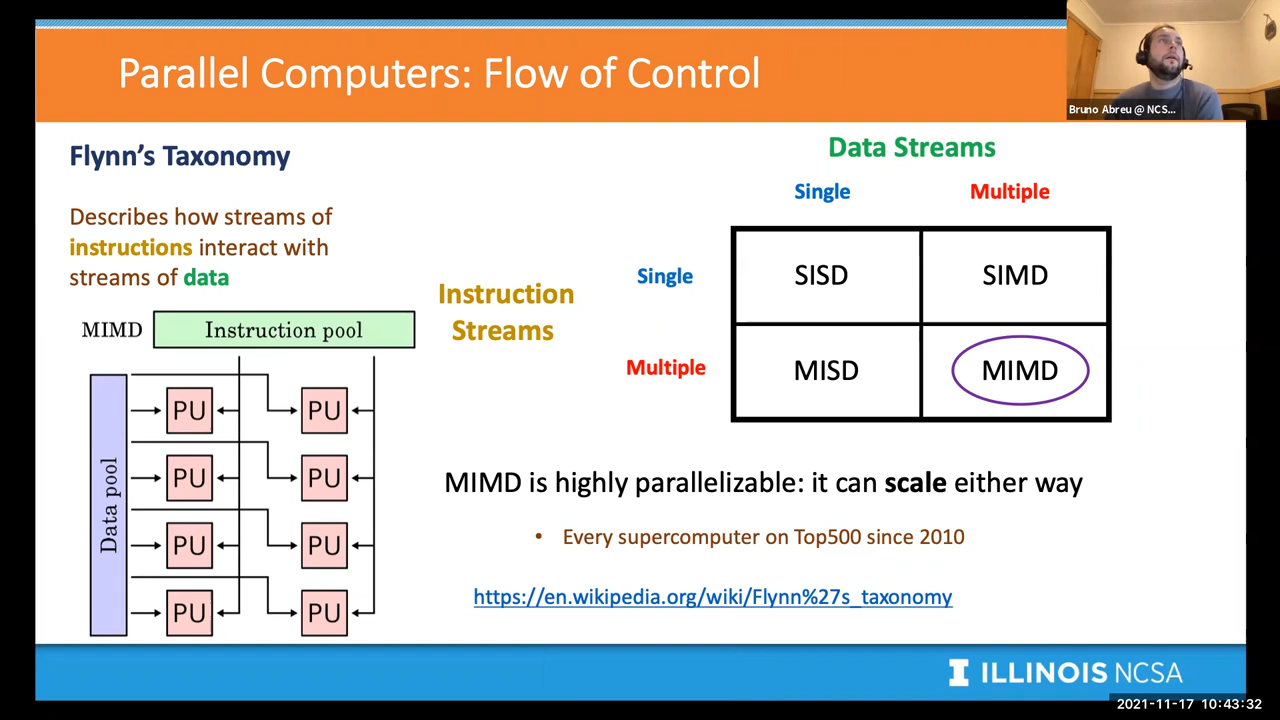 Parallel Computers: Flow of Control
Bruno Abreu @ NCS...
Flynn's Taxonomy
Describes how streams of
instructions interact with
streams of data
MIMD
Instruction pool
Data pool
PU PU
PU PU
PU PU
PU PU
Data Streams
Single Multiple
Instruction
Streams
Single
SISD SIMD
Multiple
MISD MIMD
MIMD is highly parallelizable: it can scale either way
• Every supercomputer on Top500 since 2010
https://en.wikipedia.org/wiki/Flynn%27s_taxonomy
I ILLINOIS NCSA
2021-11-17 10:43:32